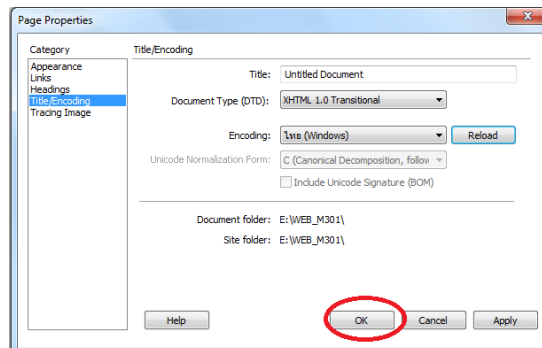 Page Properties
Category
Appearance
Links
Headings
Title/Encoding
Tracing Image
Title/Encoding
Title: Untitled Document
Document Type (DTD): XHTML 1.0 Transitional
Encoding: ไทย (Windows) Reload
Unicode Normalization Form: C (Canonical Decomposition, follow
Include Unicode Signature (BOM)
Document folder: E:\WEB_M301\
Site folder: E:\WEB_M301\
Help OK Cancel Apply